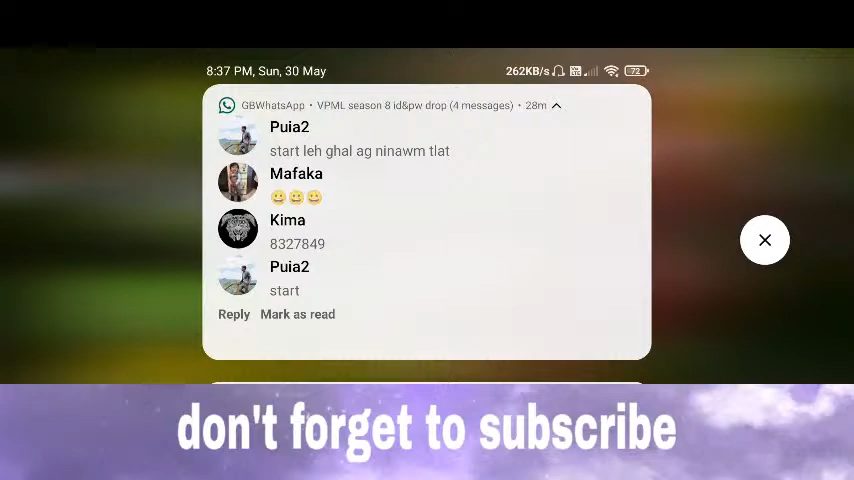 8:37 PM, Sun, 30 May 262KB/s 72
GBWhatsApp • VPML season 8 id&pw drop (4 messages) • 28m
Puia2
start leh ghal ag ninawm tlat
Mafaka
😀😀😀
Kima
8327849
Puia2
start
Reply Mark as read
don't forget to subscribe